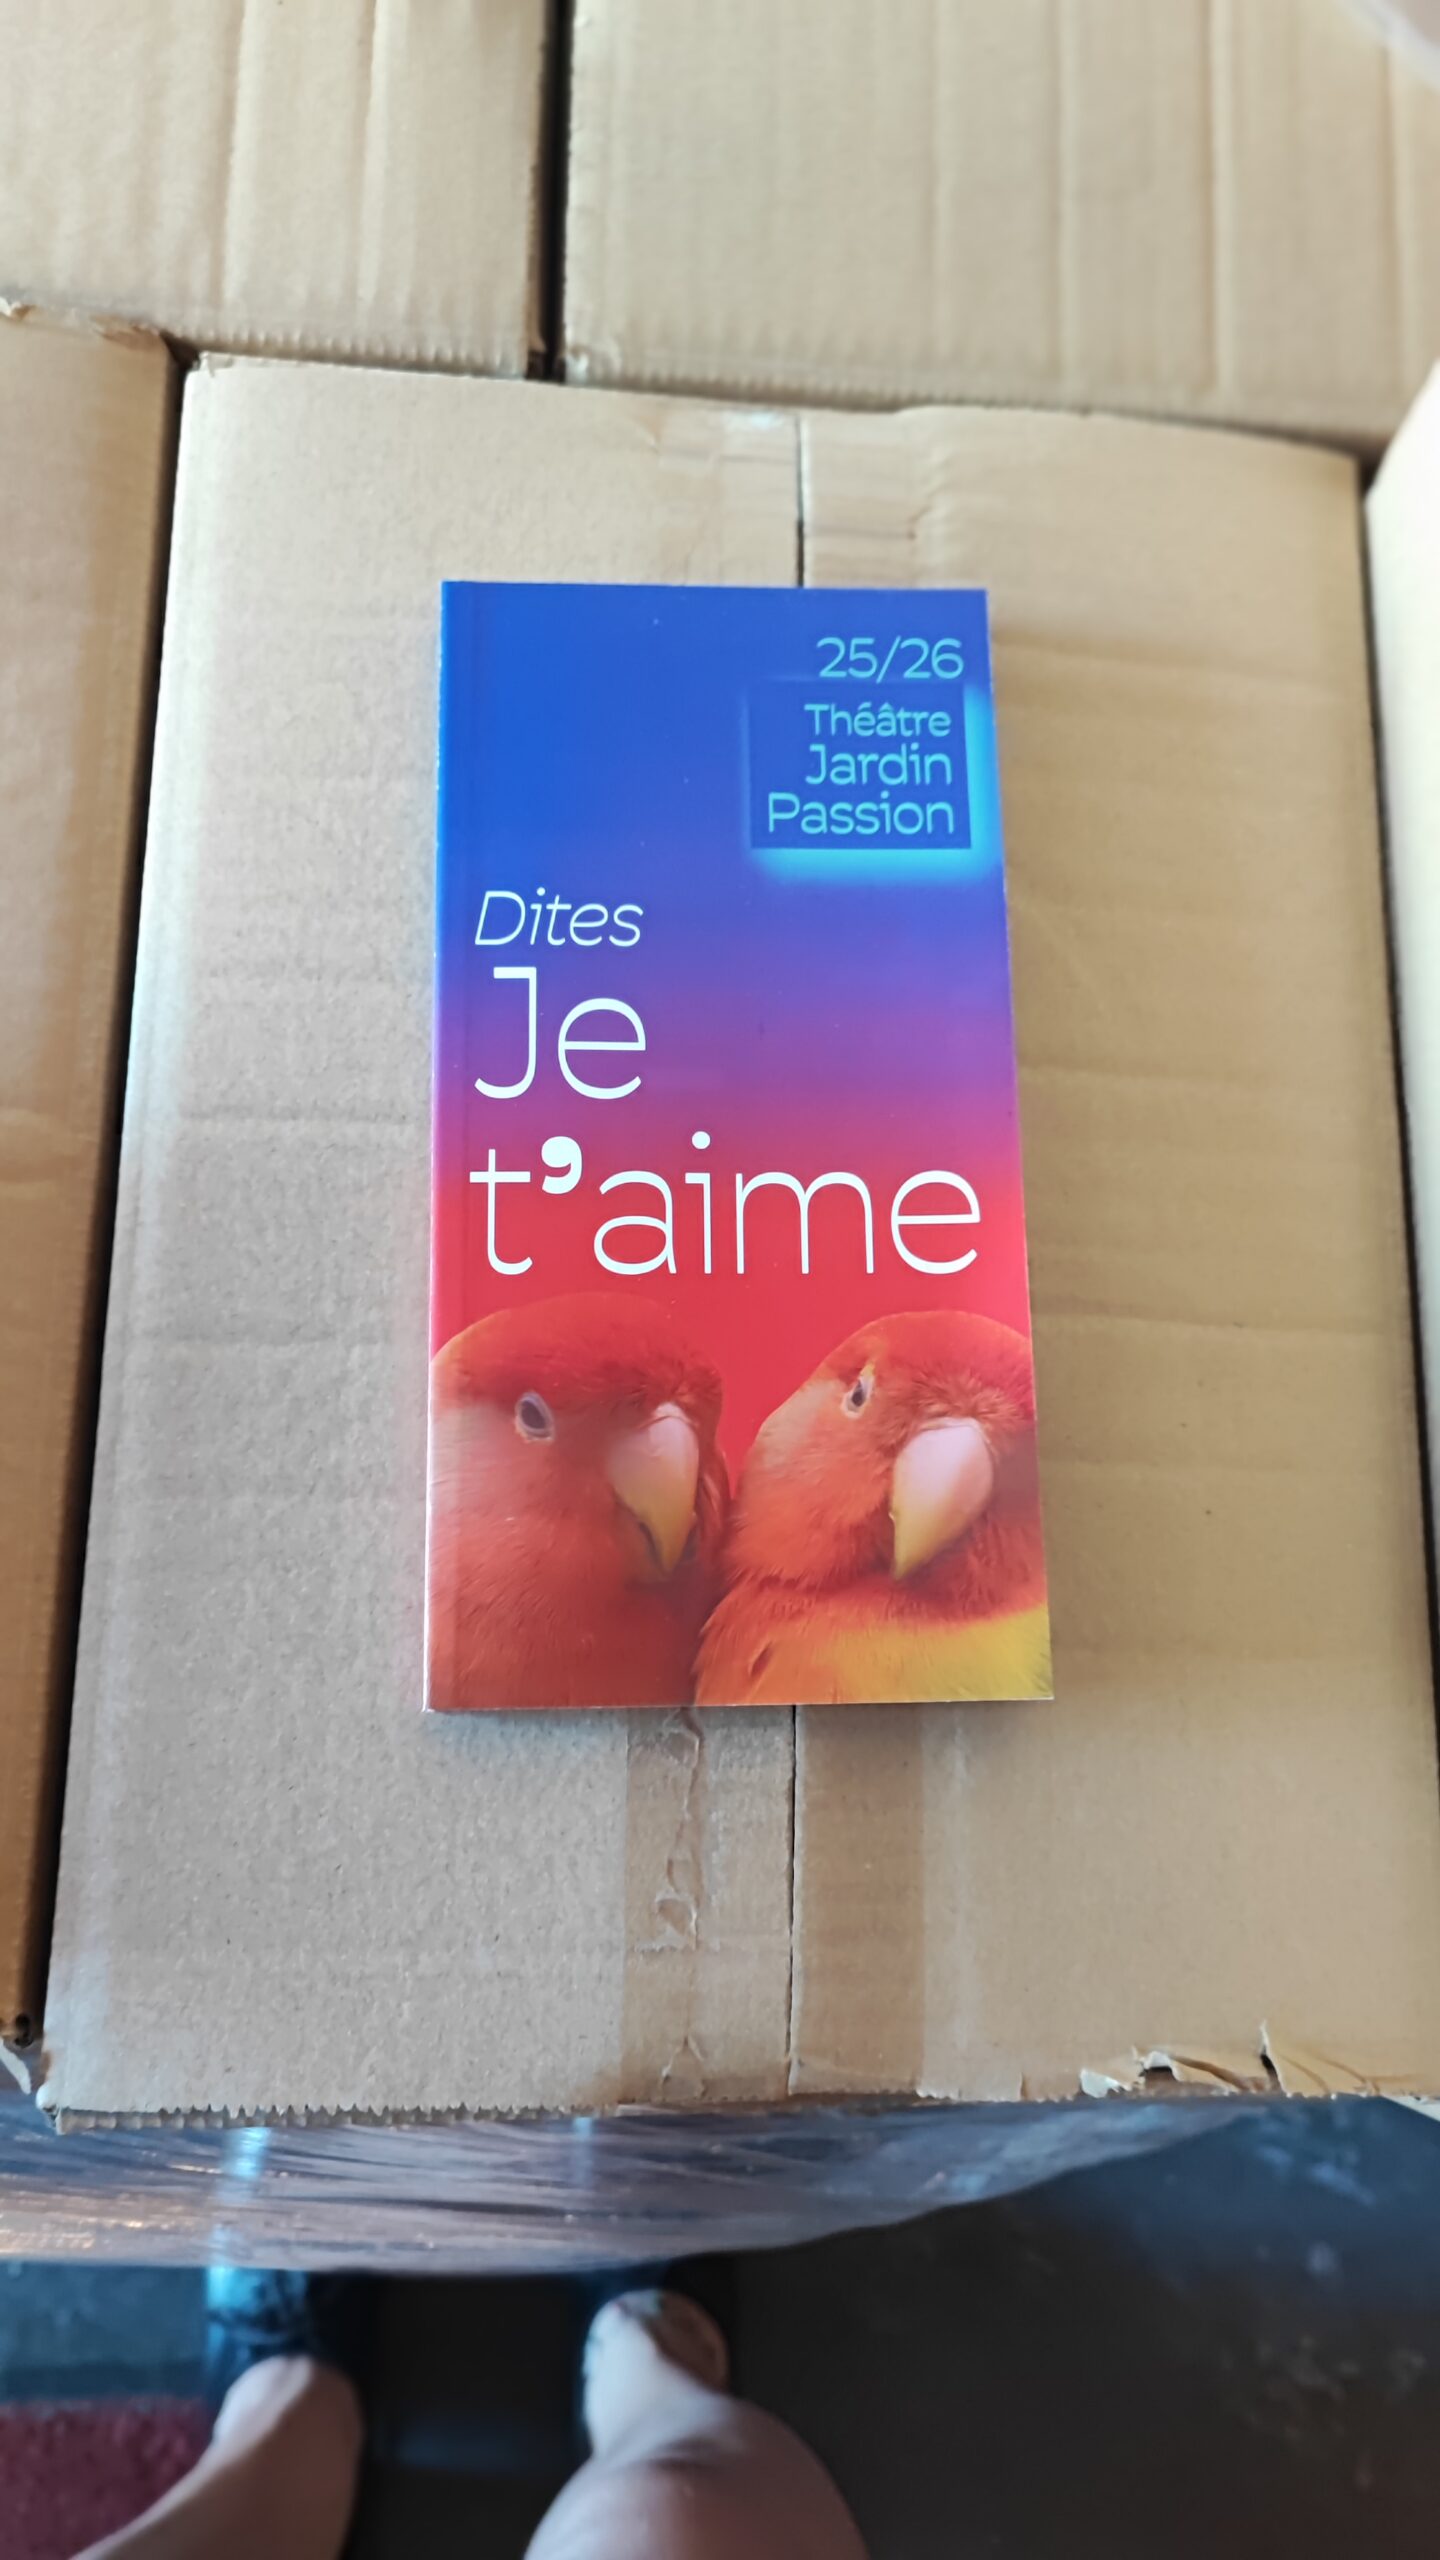 25/26
Théâtre
Jardin
Passion
Dites
Je
t’aime